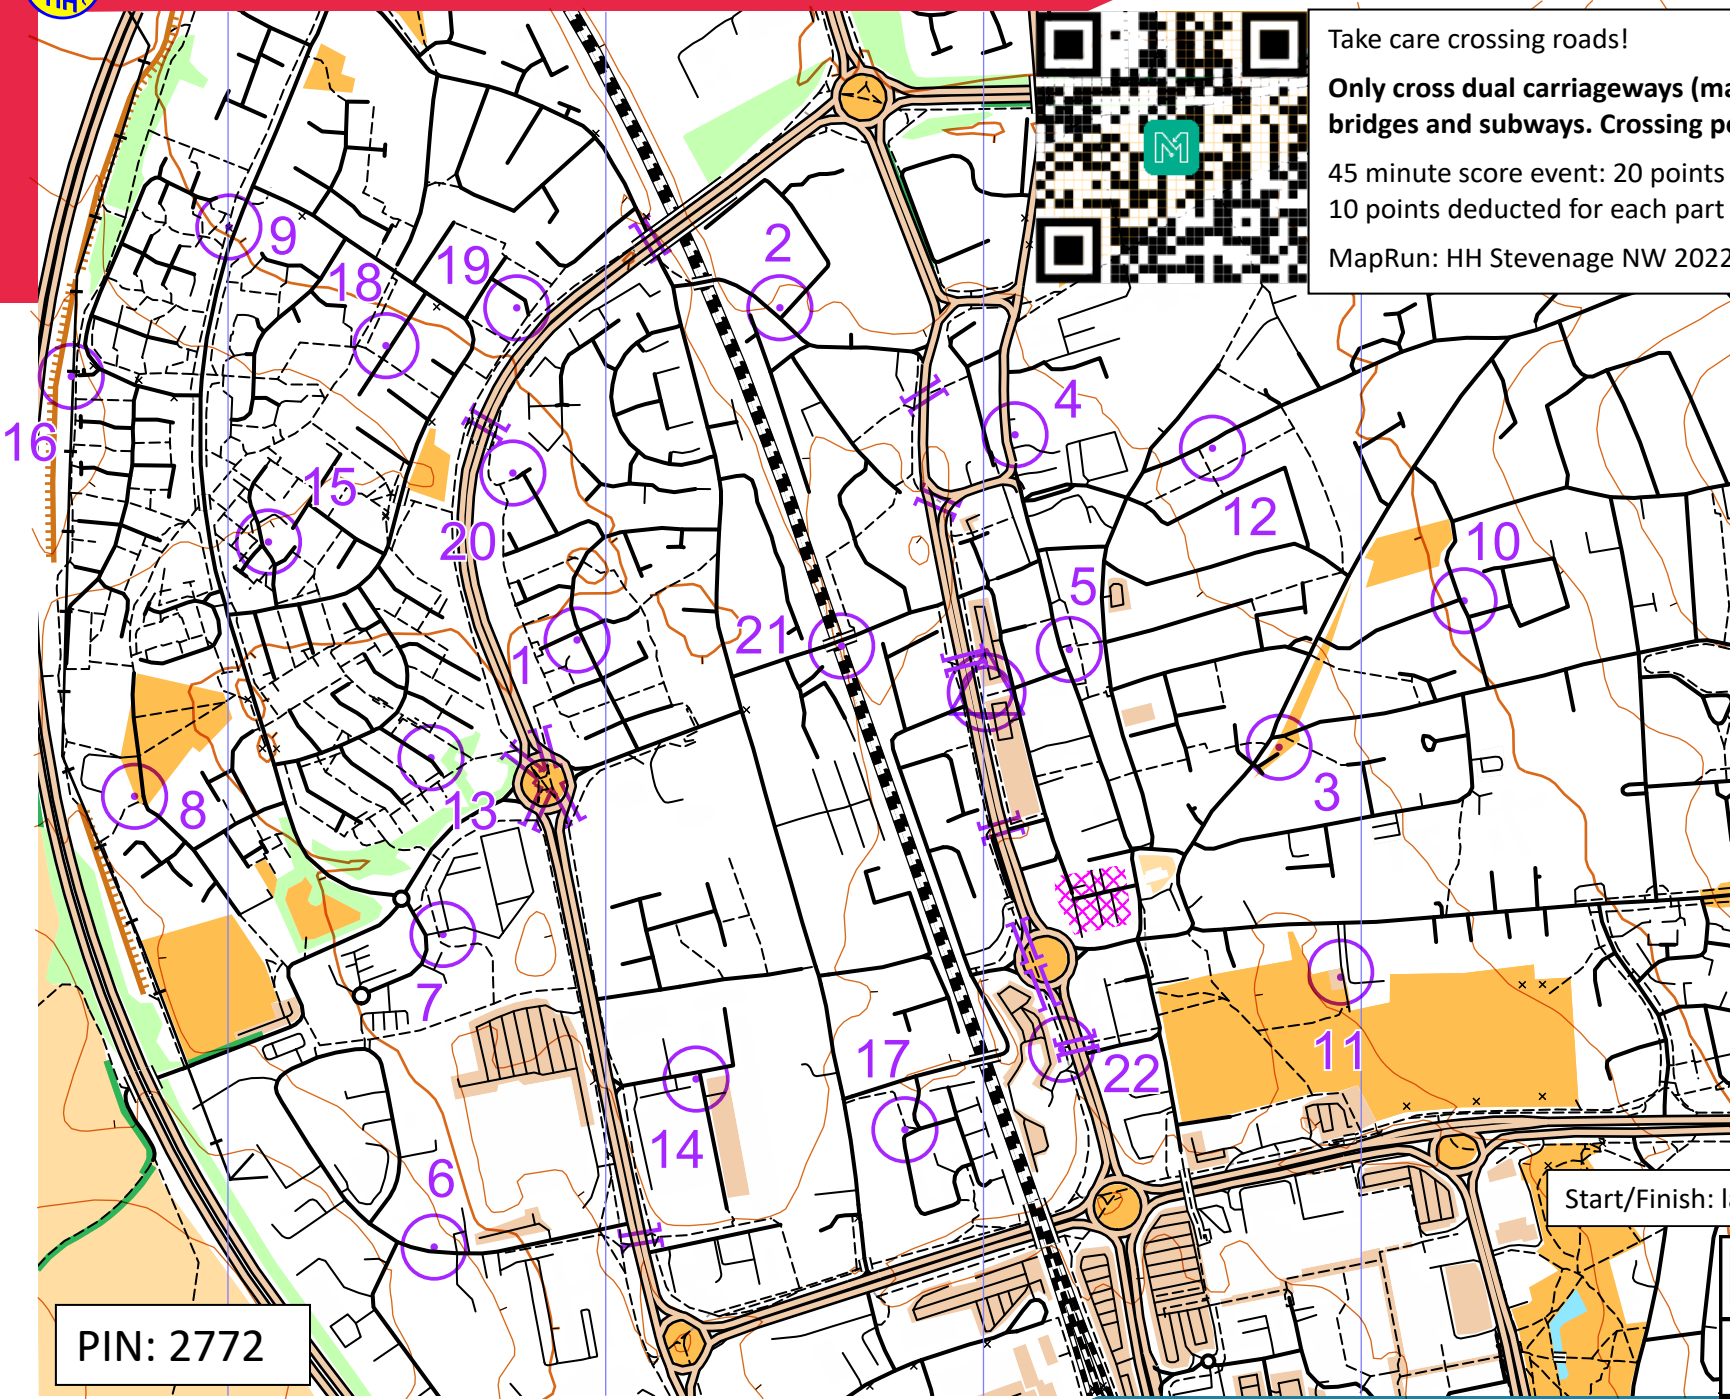 HH
Take care crossing roads!
Only cross dual carriageways
bridges and subways. Crossing
45 minute score event: 20 points
10 points deducted for each part
MapRun: HH Stevenage NW 2022
9
2
19
18
4
16
15
12
20
10
5
21
1
3
8
13
7
11
17
22
14
6
Start/Finish:
PIN: 2772